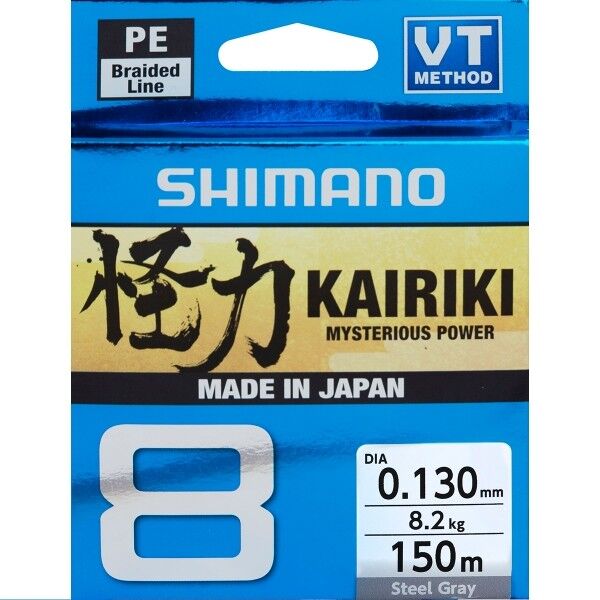 PE
Braided
Line
VT
METHOD
SHIMANO
怪力
KAIRIKI
MYSTERIOUS POWER
MADE IN JAPAN
8
DIA
0.130mm
8.2kg
150m
Steel Gray